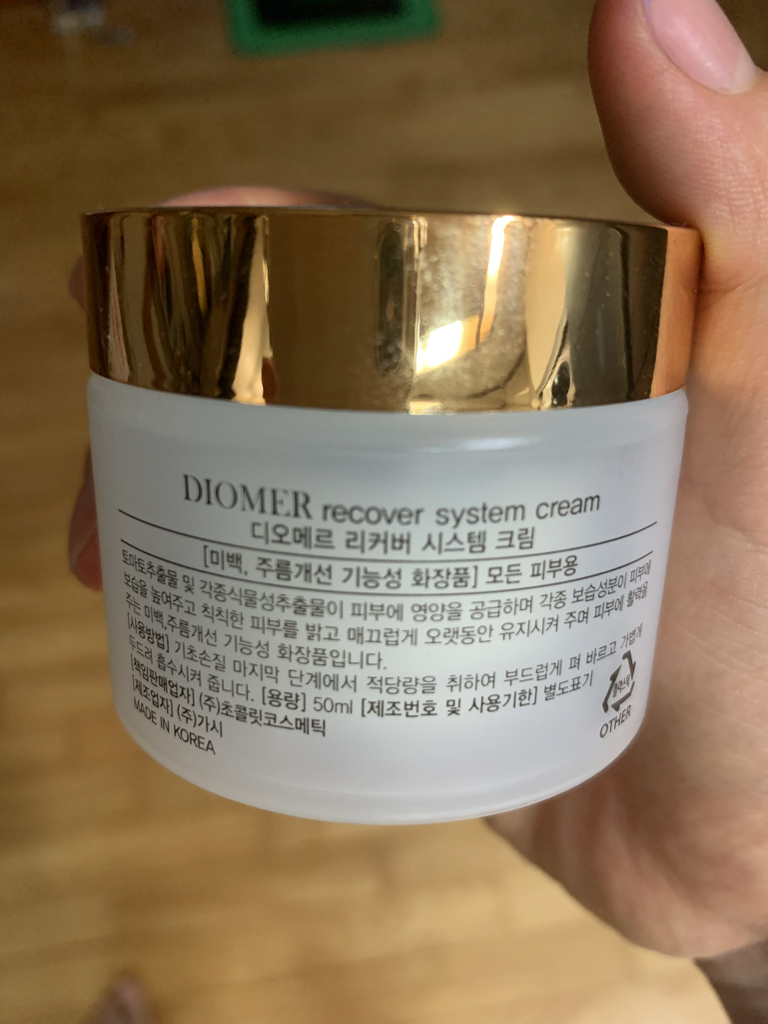 DIOMER recover system cream
디오메르 리커버 시스템 크림
[미백, 주름개선 기능성 화장품] 모든 피부용
토마토추출물 및 각종식물성추출물이 피부에 영양을 공급하며 각종 보습성분이 피부에
보습을 높여주고 칙칙한 피부를 밝고 매끄럽게 오랫동안 유지시켜 주며 피부에 활력을
주는 미백,주름개선 기능성 화장품입니다.
[사용방법] 기초손질 마지막 단계에서 적당량을 취하여 부드럽게 펴 바르고 가볍게
두드려 흡수시켜 줍니다. [용량] 50ml [제조번호 및 사용기한] 별도표기
[책임판매업자] (주)초콜릿코스메틱
[제조업자] (주)가시
MADE IN KOREA
OTHER